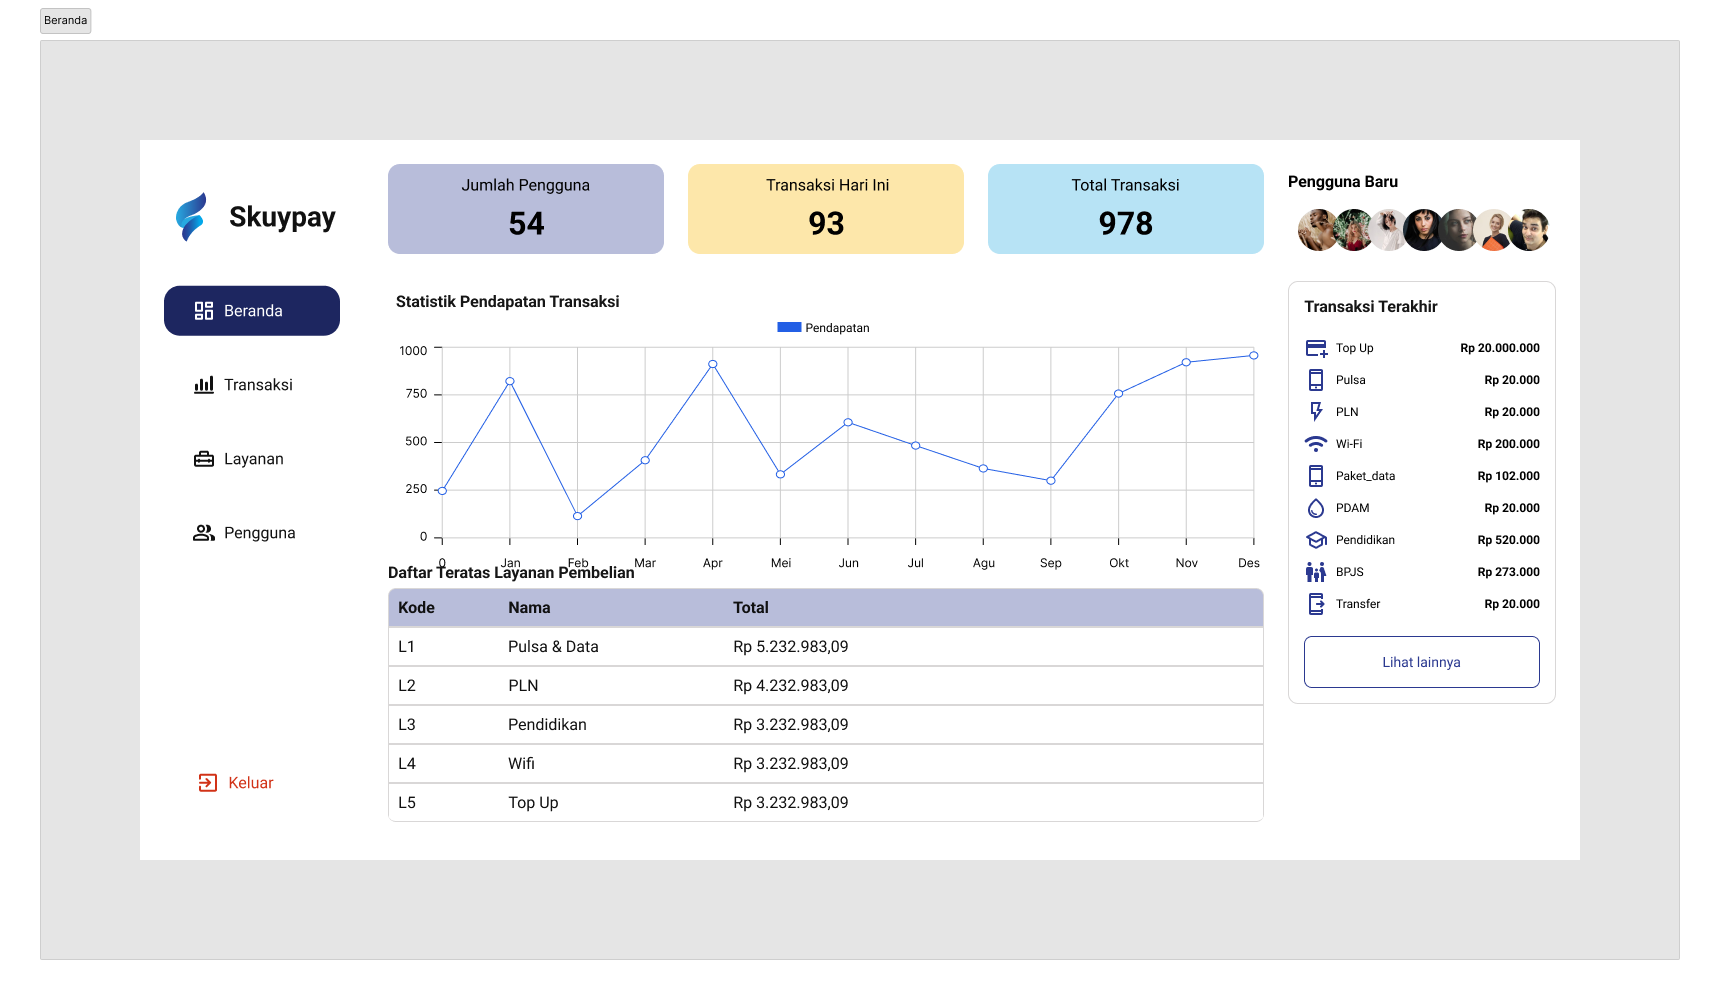 Beranda
Skuypay
Beranda
Transaksi
Layanan
Pengguna
Keluar
Jumlah Pengguna
54
Transaksi Hari Ini
93
Total Transaksi
978
Statistik Pendapatan Transaksi
Pendapatan
1000
750
500
250
0
0 Jan Feb Mar Apr Mei Jun Jul Agu Sep Okt Nov Des
Daftar Teratas Layanan Pembelian
Kode Nama Total
L1 Pulsa & Data Rp 5.232.983,09
L2 PLN Rp 4.232.983,09
L3 Pendidikan Rp 3.232.983,09
L4 Wifi Rp 3.232.983,09
L5 Top Up Rp 3.232.983,09
Pengguna Baru
Transaksi Terakhir
Top Up Rp 20.000.000
Pulsa Rp 20.000
PLN Rp 20.000
Wi-Fi Rp 200.000
Paket_data Rp 102.000
PDAM Rp 20.000
Pendidikan Rp 520.000
BPJS Rp 273.000
Transfer Rp 20.000
Lihat lainnya